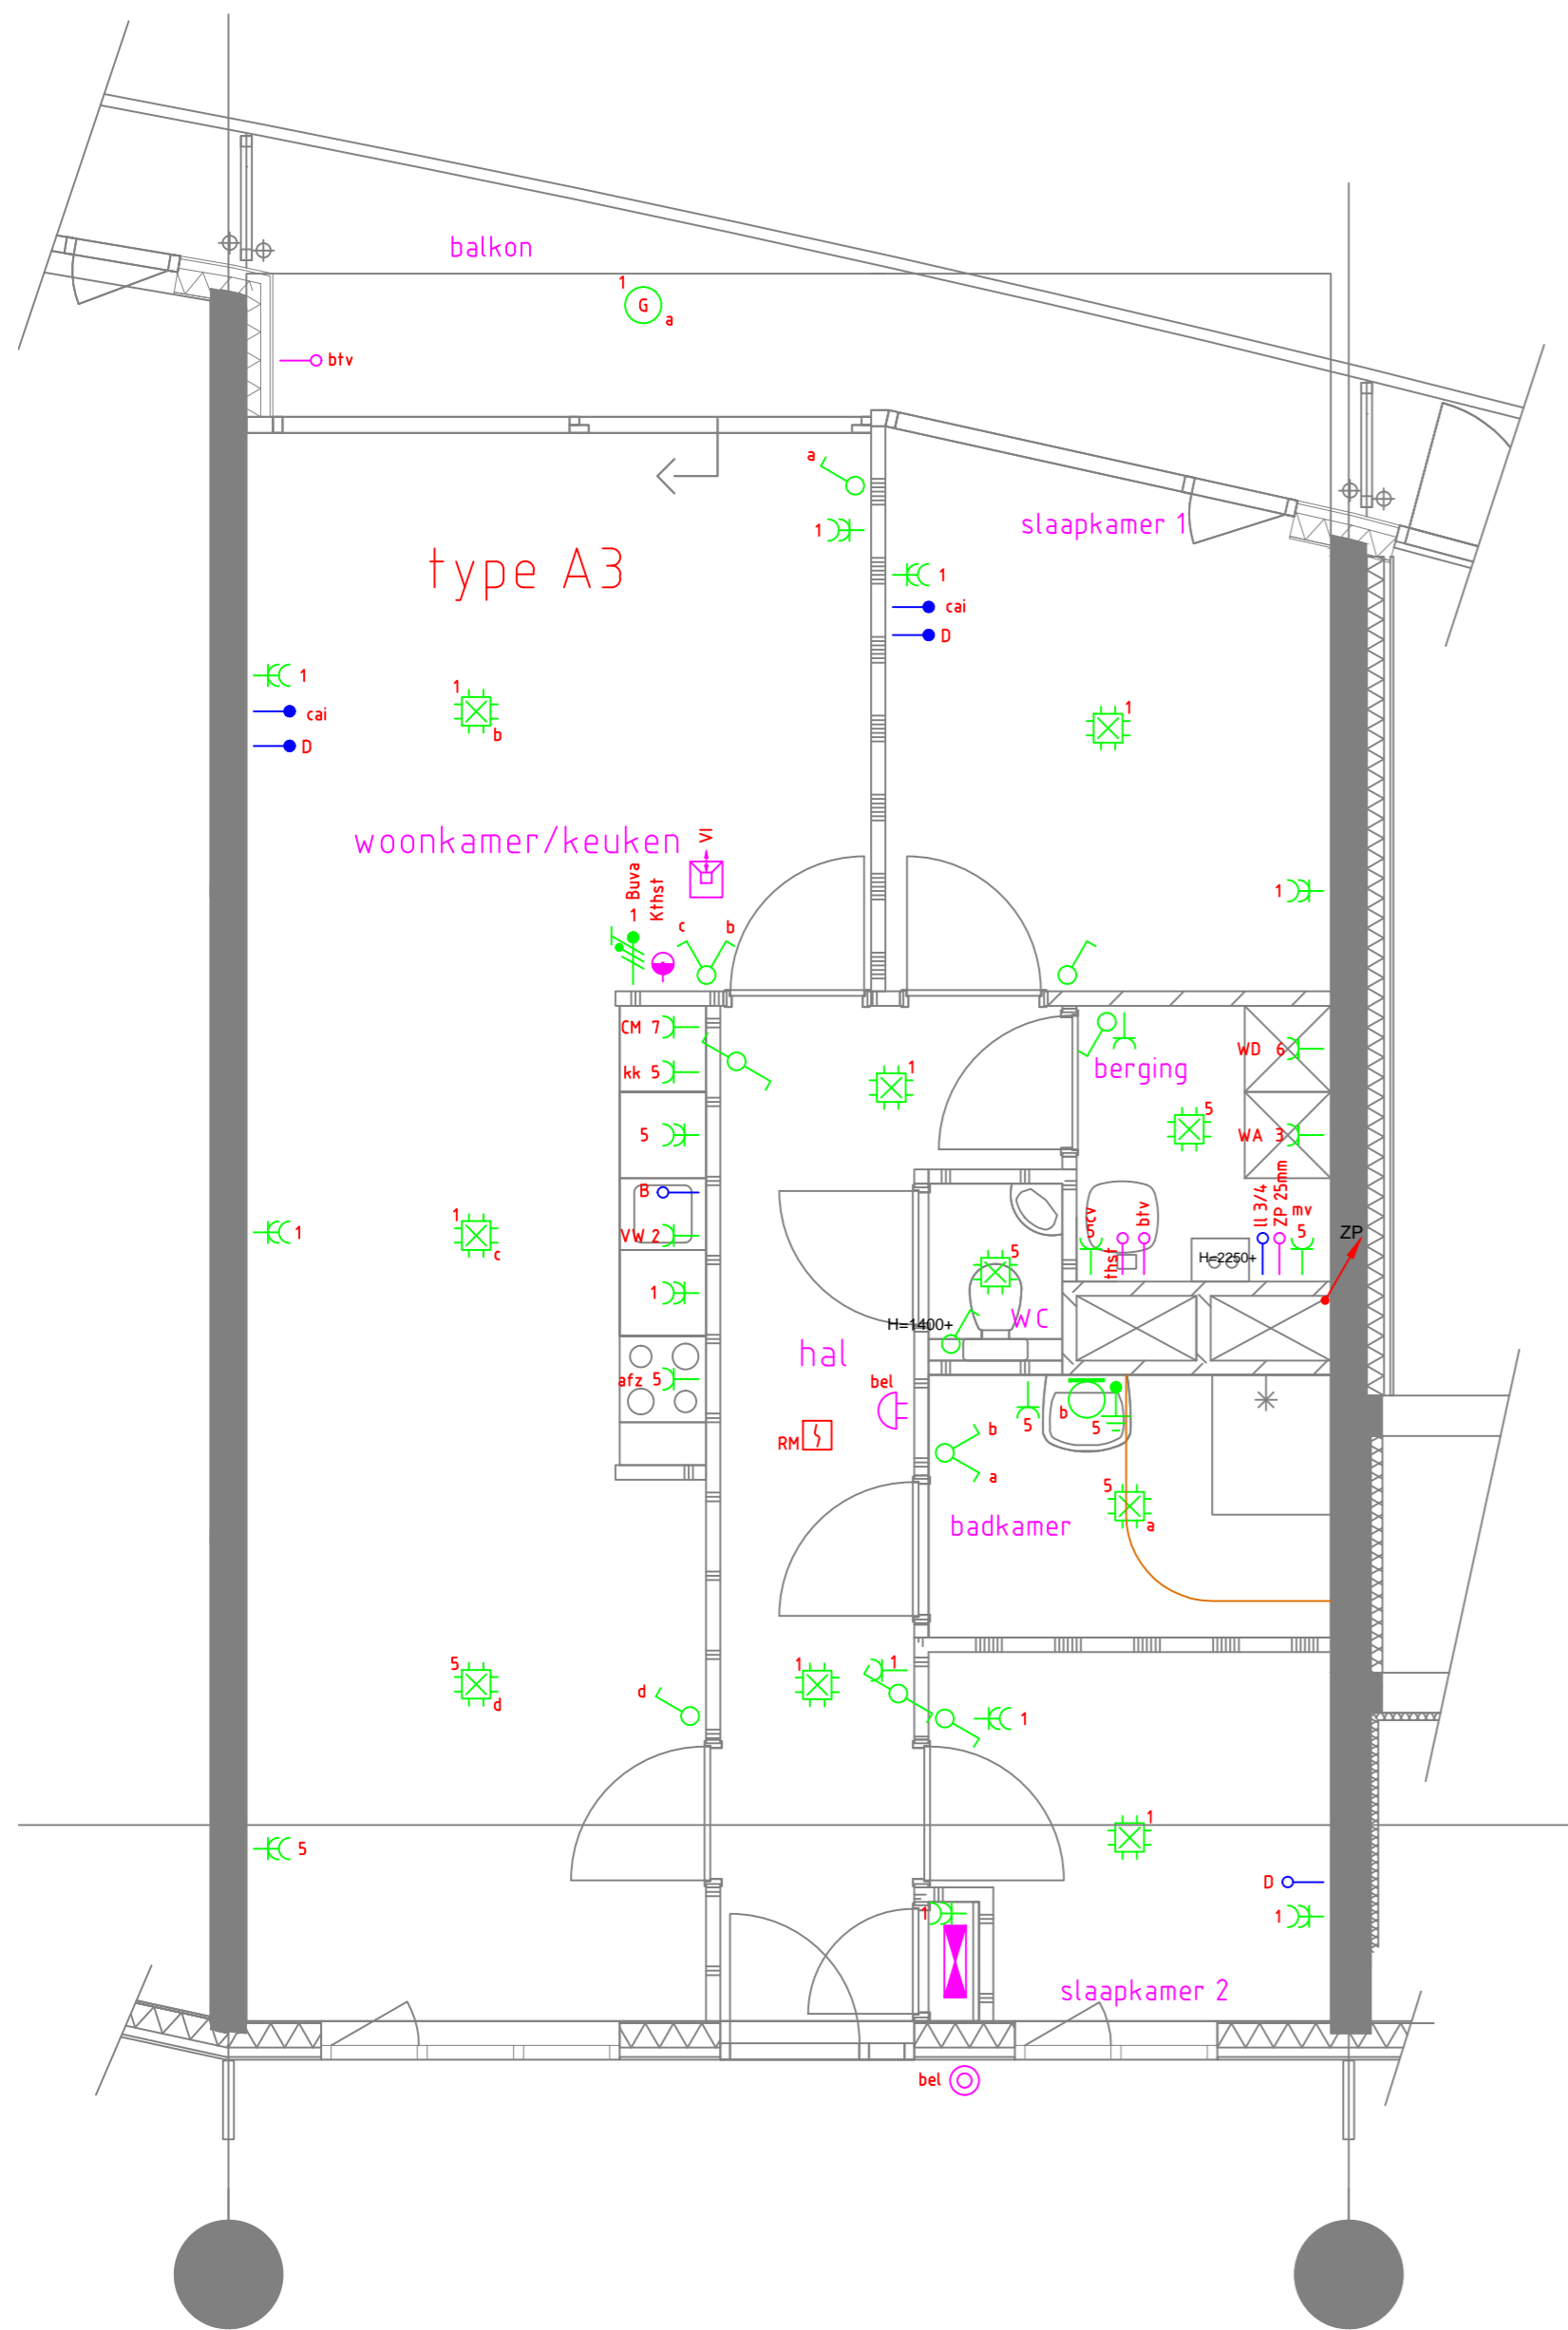 balkon
1
G
a
btv
a
1
slaapkamer 1
type A3
1
cai
D
1
cai
D
1
b
1
woonkamer/keuken
VI
1 Buva
Kthst
1
c
b
CM 7
kk 5
1
berging
WD 6
5
5
WA 3
B
VW 2
1
c
1
5
cv
5
btv
thst
ll 3/4
ZP 25mm
mv
5
ZP
H=2250+
1
WC
H=1400+
hal
afz 5
bel
RM
5
b
5
b
a
5
a
badkamer
5
d
d
1
1
1
1
5
D
1
1
slaapkamer 2
bel